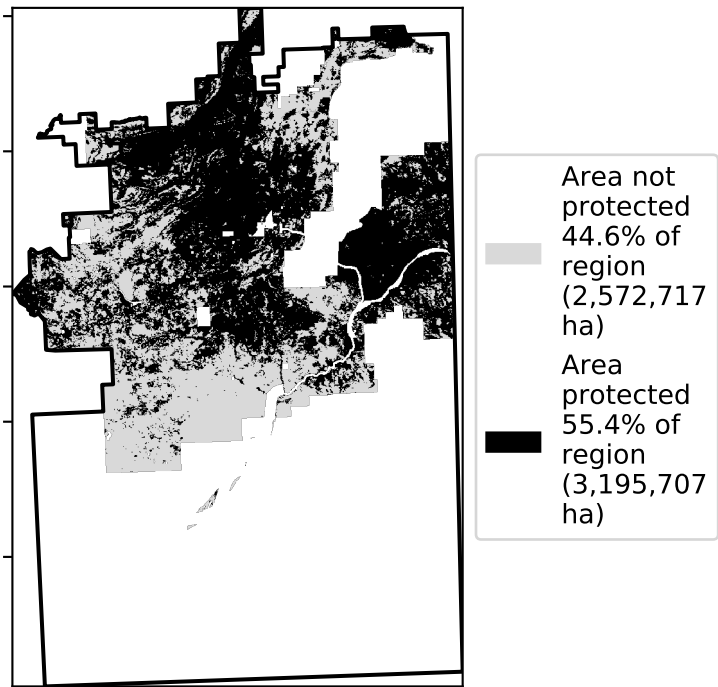 Area not
protected
44.6% of
region
(2,572,717
ha)
Area
protected
55.4% of
region
(3,195,707
ha)